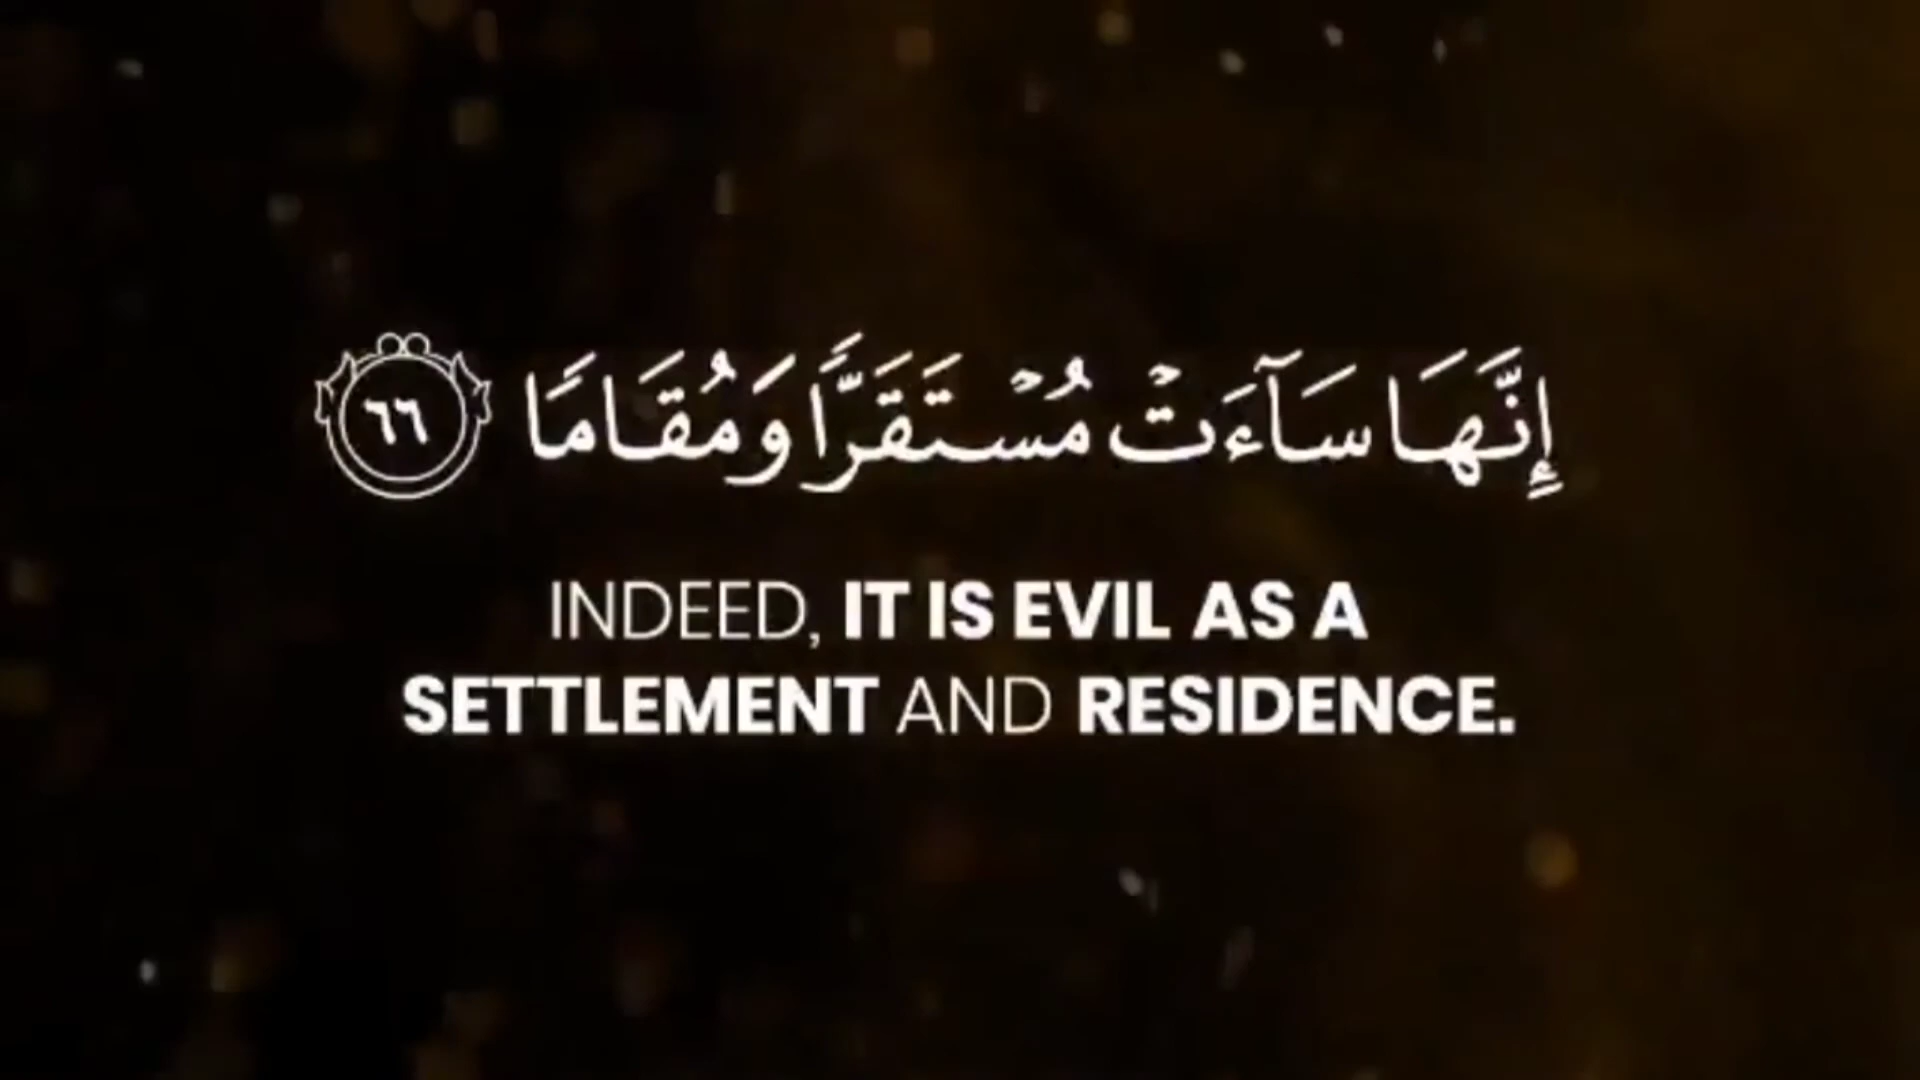 إِنَّهَا سَآءَتۡ مُسۡتَقَرّٗا وَمُقَامٗا ٦٦
INDEED, IT IS EVIL AS A
SETTLEMENT AND RESIDENCE.